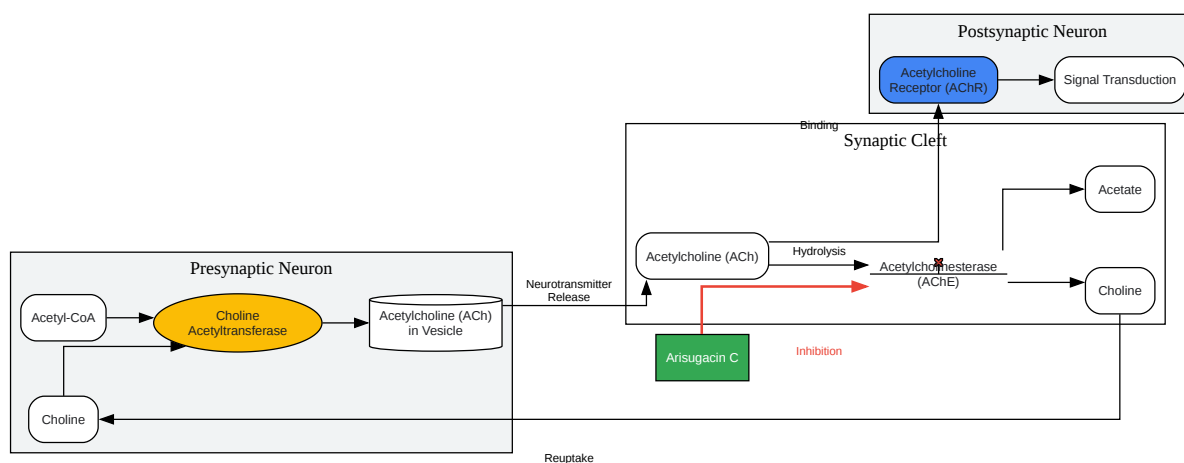 Postsynaptic Neuron
Acetylcholine
Receptor (AChR)
Signal Transduction
Binding
Synaptic Cleft
Acetate
Acetylcholine (ACh)
Hydrolysis
Acetylcholinesterase
(AChE)
Choline
Presynaptic Neuron
Neurotransmitter
Release
Acetyl-CoA
Choline
Acetyltransferase
Acetylcholine (ACh)
in Vesicle
Arisugacin C
Inhibition
Choline
Reuptake